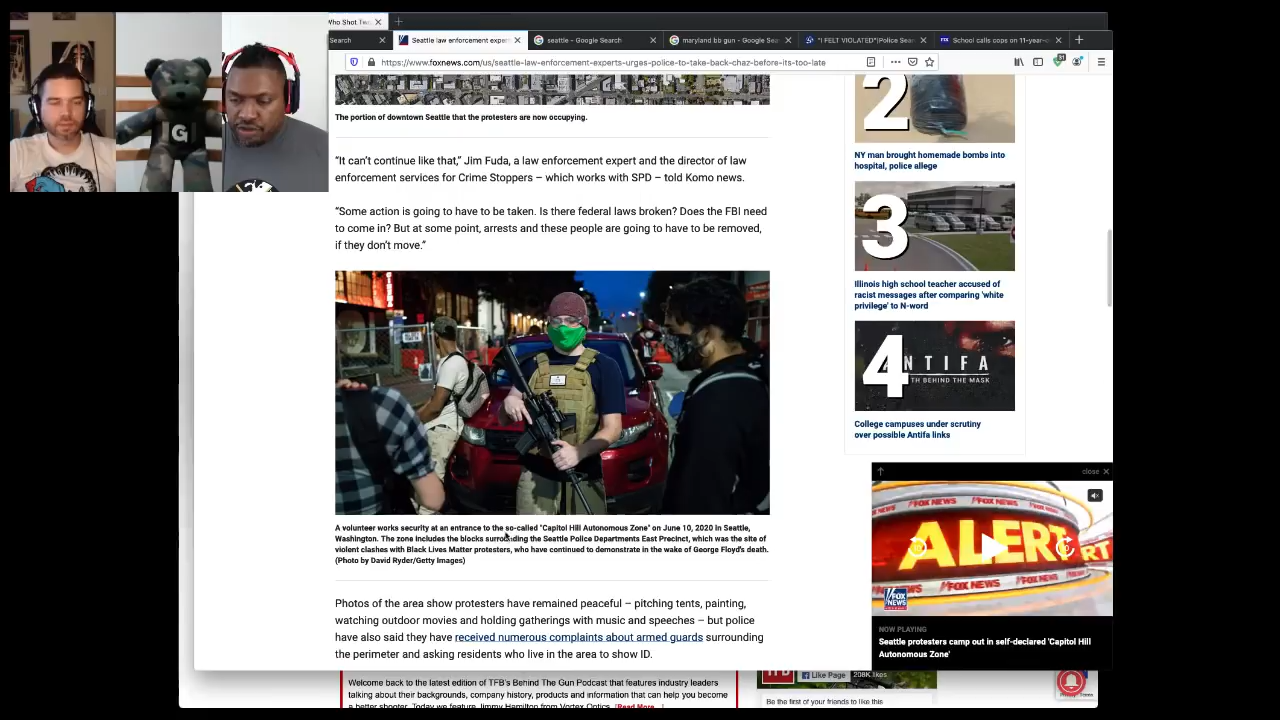 Who Shot Tw
Search
Seattle law enforcement exper
seattle - Google Search
maryland bb gun - Google Sea
"I FELT VIOLATED"|Police Sea
School calls cops on 11-year-o
https://www.foxnews.com/us/seattle-law-enforcement-experts-urges-police-to-take-back-chaz-before-its-too-late
G
The portion of downtown Seattle that the protesters are now occupying.
“It can’t continue like that,” Jim Fuda, a law enforcement expert and the director of law
enforcement services for Crime Stoppers – which works with SPD – told Komo news.
“Some action is going to have to be taken. Is there federal laws broken? Does the FBI need
to come in? But at some point, arrests and these people are going to have to be removed,
if they don’t move.”
A volunteer works security at an entrance to the so-called "Capitol Hill Autonomous Zone" on June 10, 2020 in Seattle,
Washington. The zone includes the blocks surrounding the Seattle Police Departments East Precinct, which was the site of
violent clashes with Black Lives Matter protesters, who have continued to demonstrate in the wake of George Floyd's death.
(Photo by David Ryder/Getty Images)
Photos of the area show protesters have remained peaceful – pitching tents, painting,
watching outdoor movies and holding gatherings with music and speeches – but police
have also said they have received numerous complaints about armed guards surrounding
the perimeter and asking residents who live in the area to show ID.
2
NY man brought homemade bombs into
hospital, police allege
3
Illinois high school teacher accused of
racist messages after comparing 'white
privilege' to N-word
4
ANTIFA
TH BEHIND THE MASK
College campuses under scrutiny
over possible Antifa links
close
FOX NEWS
ALERT
FOX NEWS
NOW PLAYING
Seattle protesters camp out in self-declared 'Capitol Hill
Autonomous Zone'
Welcome back to the latest edition of TFB's Behind The Gun Podcast that features industry leaders
talking about their backgrounds, company history, products and information that can help you become
a better shooter. Today we feature Jimmy Hamilton from Vortex Optics. [Read More...]
TFB
Like Page
208K likes
Be the first of your friends to like this